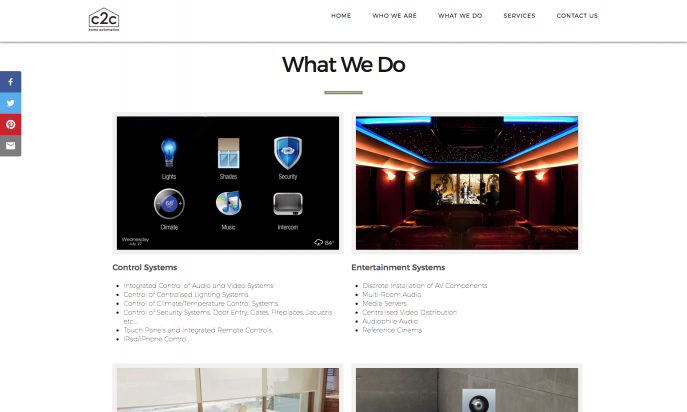 c2c
home automation
HOME WHO WE ARE WHAT WE DO SERVICES CONTACT US
What We Do
Lights Shades Security
68°
Climate Music Intercom
Wednesday
July, 27
84°
Control Systems
Integrated Control of Audio and Video Systems
Control of Centralised Lighting Systems
Control of Climate/Temperature Control Systems,
Control of Security Systems, Door Entry, Gates, Fireplaces, Jacuzzis
etc...
Touch Panels and Integrated Remote Controls,
iPad/iPhone Control,
Entertainment Systems
Discrete Installation of AV Components
Multi-Room Audio
Media Servers
Centralised Video Distribution
Audiophile Audio
Reference Cinema